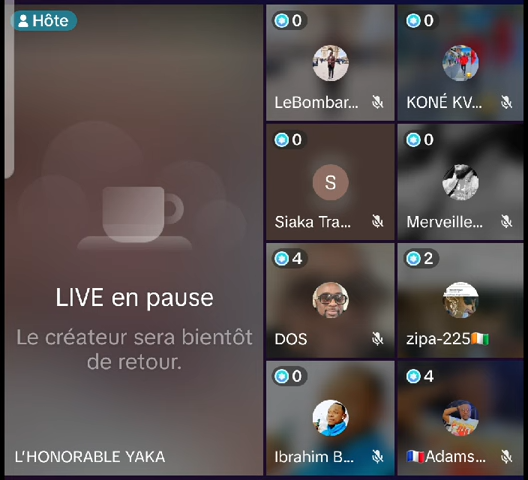 Hôte
LIVE en pause
Le créateur sera bientôt
de retour.
L'HONORABLE YAKA
0
LeBombar...
0
KONÉ KV...
0
S
Siaka Tra...
0
Merveille...
4
DOS
2
zipa-225🇨🇮
0
Ibrahim B...
4
🇫🇷Adams...